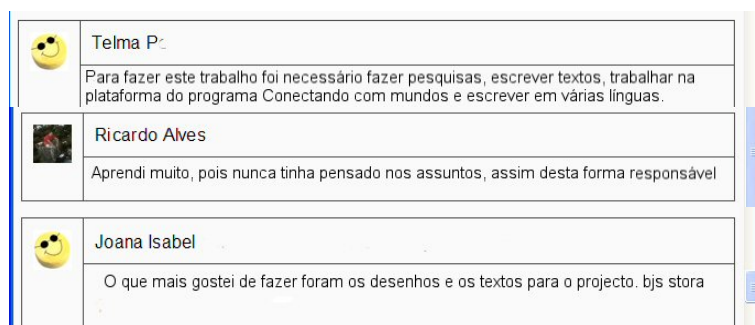 Telma P
Para fazer este trabalho foi necessário fazer pesquisas, escrever textos, trabalhar na
plataforma do programa Conectando com mundos e escrever em várias línguas.
Ricardo Alves
Aprendi muito, pois nunca tinha pensado nos assuntos, assim desta forma responsável
Joana Isabel
O que mais gostei de fazer foram os desenhos e os textos para o projecto. bjs stora